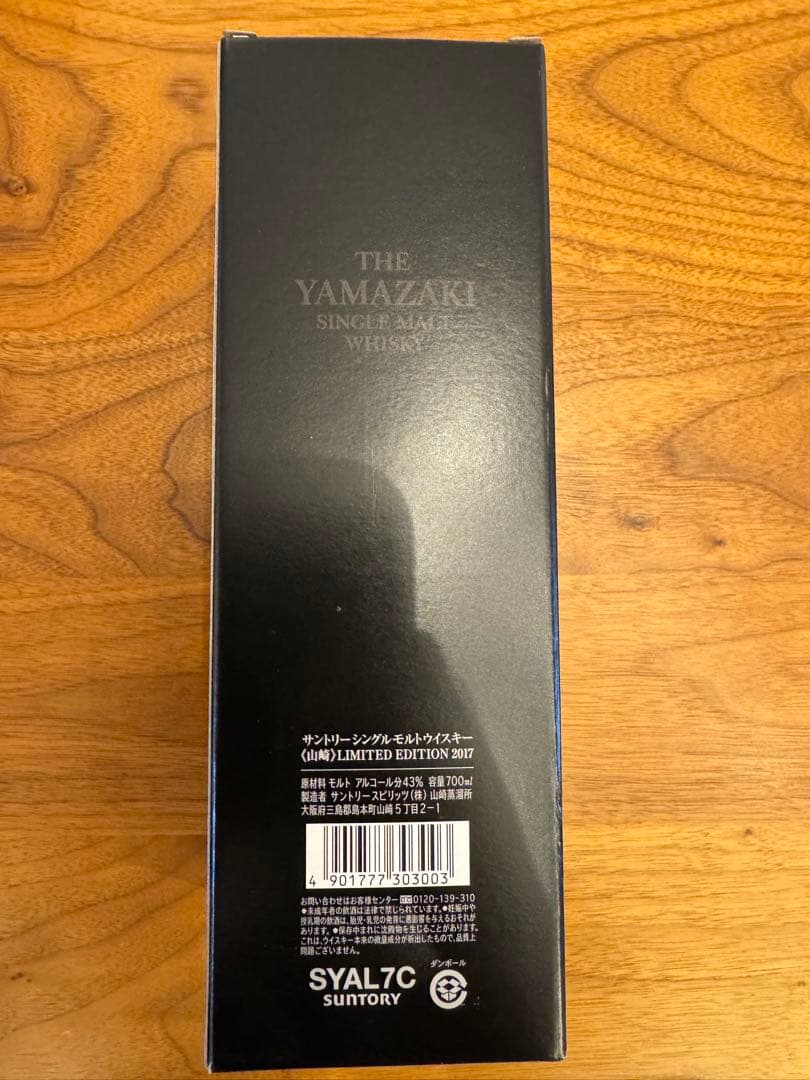 THE
YAMAZAKI
SINGLE MALT
WHISKY
サントリーシングルモルトウイスキー
《山崎》LIMITED EDITION 2017
原材料 モルト アルコール分43% 容量700ml
製造者 サントリースピリッツ(株) 山崎蒸溜所
大阪府三島郡島本町山崎5丁目2-1
4 901777 303003
お問い合わせはお客様センター 0120-139-310
●未成年者の飲酒は法律で禁じられています。●妊娠中や
授乳期の飲酒は、胎児・乳児の発育に悪影響を与えるおそれが
あります。●保存中まれに沈殿物を生じることがあります。
これは、ウイスキー本来の微量成分が析出したもので、品質上
問題ございません。
ダンボール
SYAL7C
SUNTORY